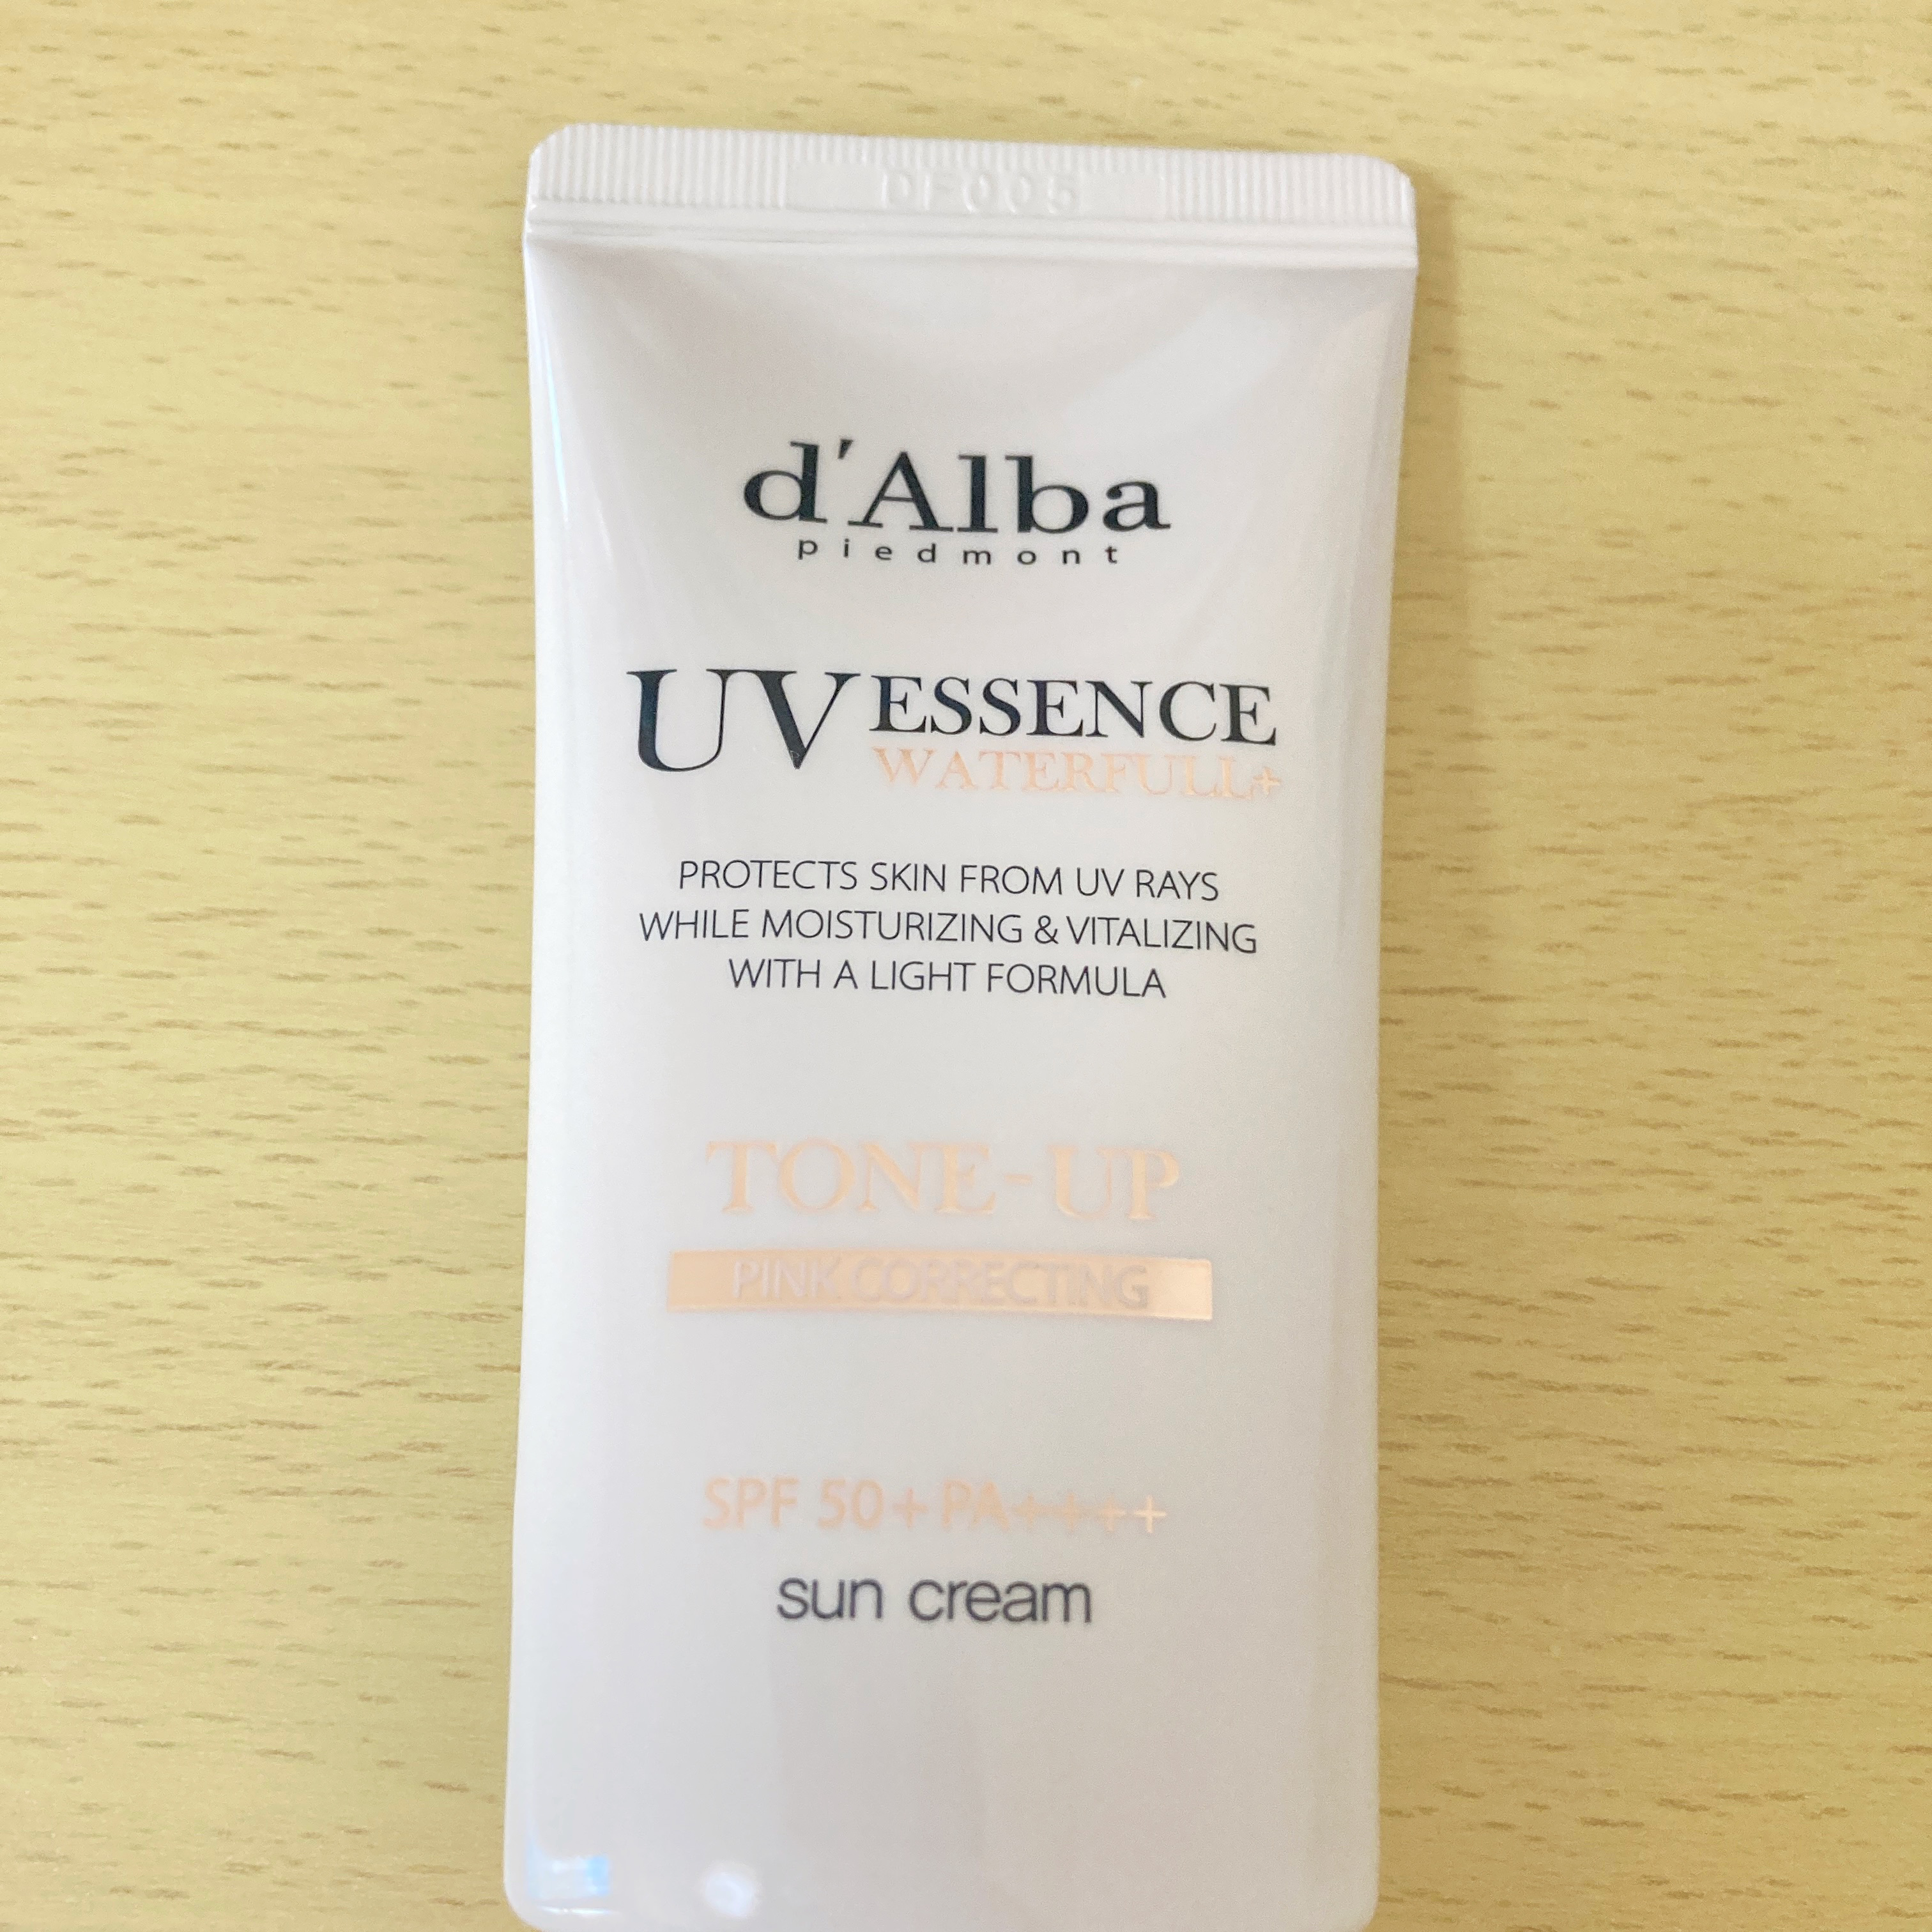 DF005
d'Alba
piedmont
UV ESSENCE
WATERFULL+
PROTECTS SKIN FROM UV RAYS
WHILE MOISTURIZING & VITALIZING
WITH A LIGHT FORMULA
TONE-UP
PINK CORRECTING
SPF 50+ PA++++
sun cream